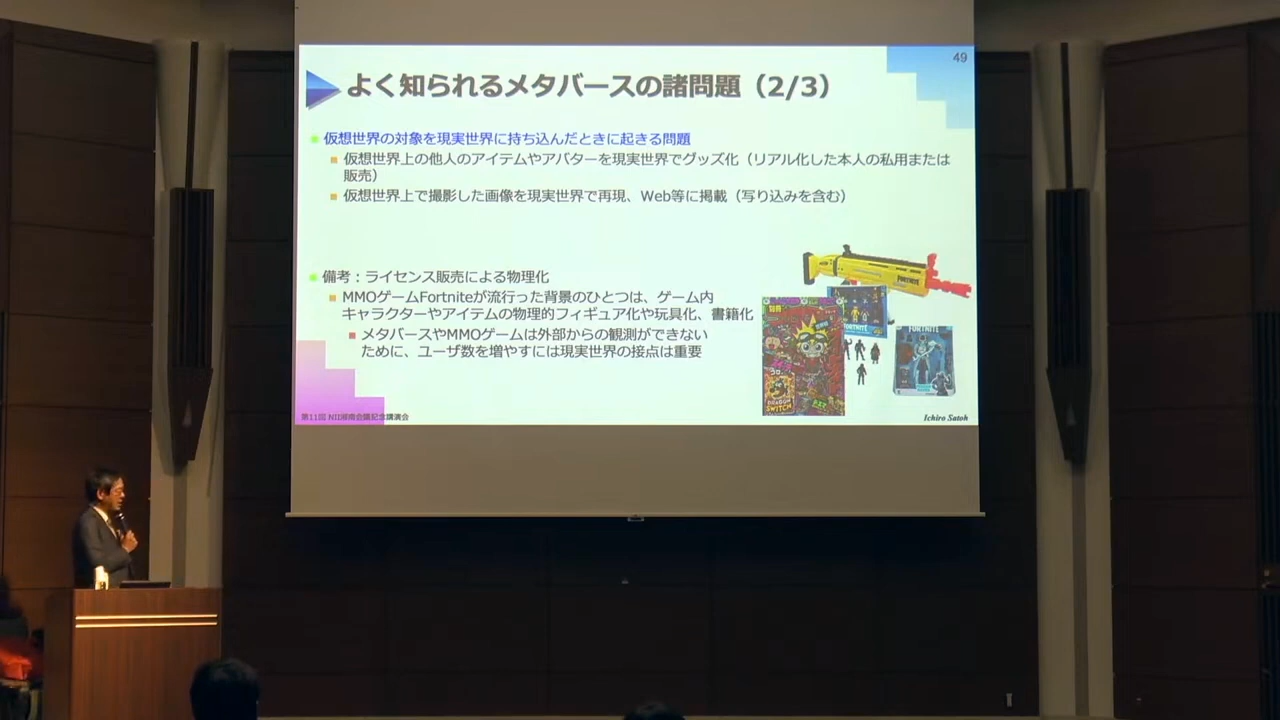 49
よく知られるメタバースの諸問題（2/3）
仮想世界の対象を現実世界に持ち込んだときに起きる問題
仮想世界上の他人のアイテムやアバターを現実世界でグッズ化（リアル化した本人の私用または
販売）
仮想世界上で撮影した画像を現実世界で再現、Web等に掲載（写り込みを含む）
備考：ライセンス販売による物理化
MMOゲームFortniteが流行った背景のひとつは、ゲーム内
キャラクターやアイテムの物理的フィギュア化や玩具化、書籍化
メタバースやMMOゲームは外部からの観測ができない
ために、ユーザ数を増やすには現実世界の接点は重要
FORTNITE
FORTNITE
FORTNITE
DRAGON
SWITCH
第11回 NII湘南会議記念講演会
Ichiro Satoh